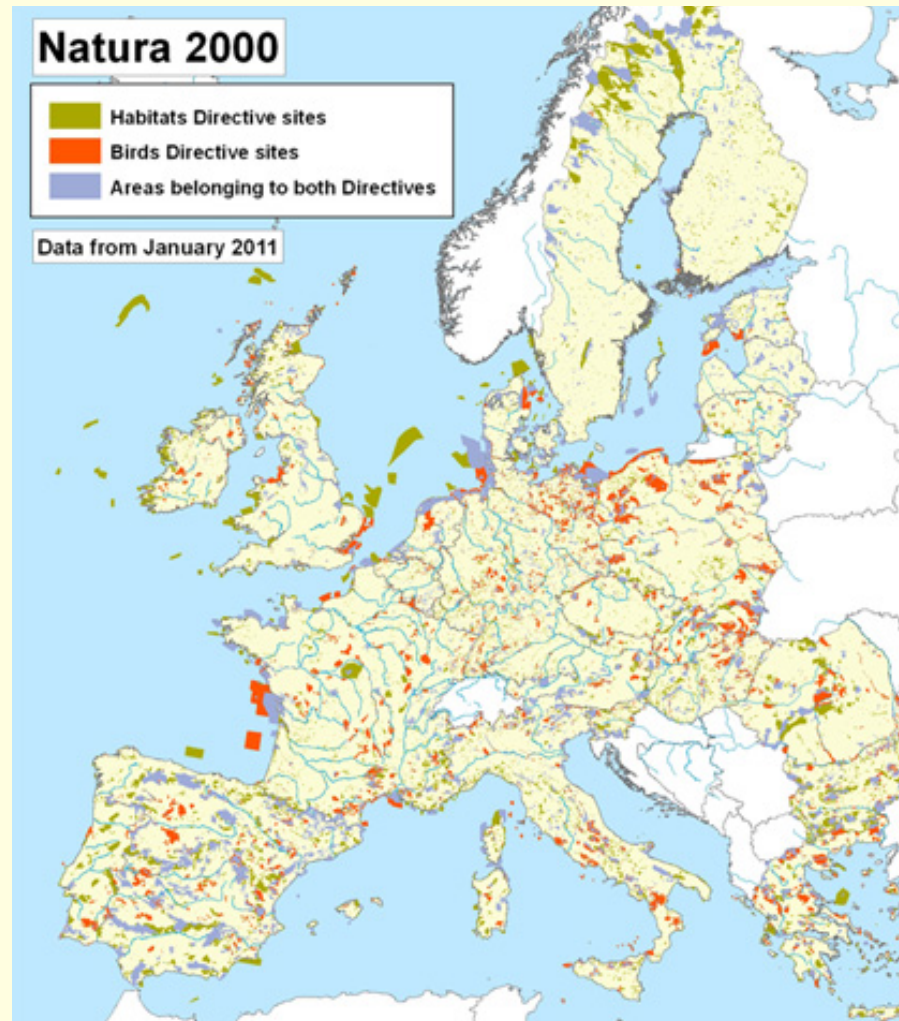 Natura 2000
Habitats Directive sites
Birds Directive sites
Areas belonging to both Directives
Data from January 2011